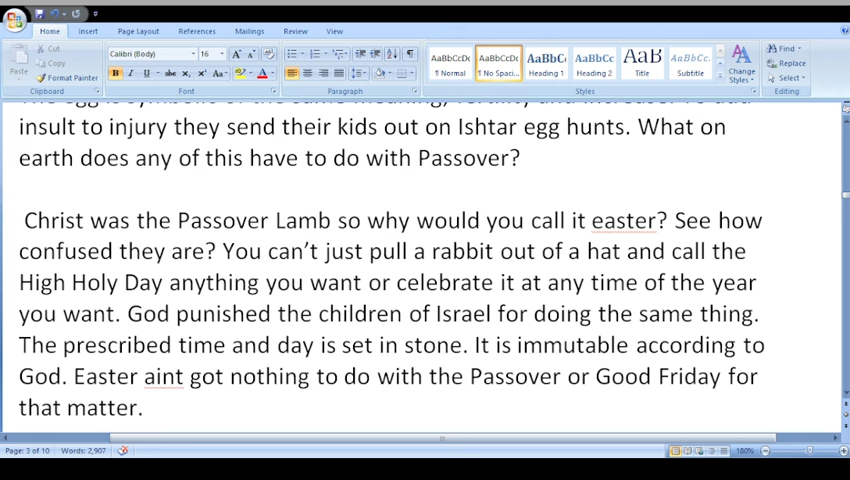 Home Insert Page Layout References Mailings Review View
Cut
Copy
Format Painter
Paste
Clipboard
Calibri (Body) 16
Font
Paragraph
AaBbCcDc AaBbCcDc AaBbC AaBbCc AaB AaBbCcL
¶ Normal ¶ No Spaci... Heading 1 Heading 2 Title Subtitle
Change Styles
Styles
Find
Replace
Select
Editing
insult to injury they send their kids out on Ishtar egg hunts. What on
earth does any of this have to do with Passover?
Christ was the Passover Lamb so why would you call it easter? See how
confused they are? You can't just pull a rabbit out of a hat and call the
High Holy Day anything you want or celebrate it at any time of the year
you want. God punished the children of Israel for doing the same thing.
The prescribed time and day is set in stone. It is immutable according to
God. Easter aint got nothing to do with the Passover or Good Friday for
that matter.
Page: 3 of 10 Words: 2,907 180%